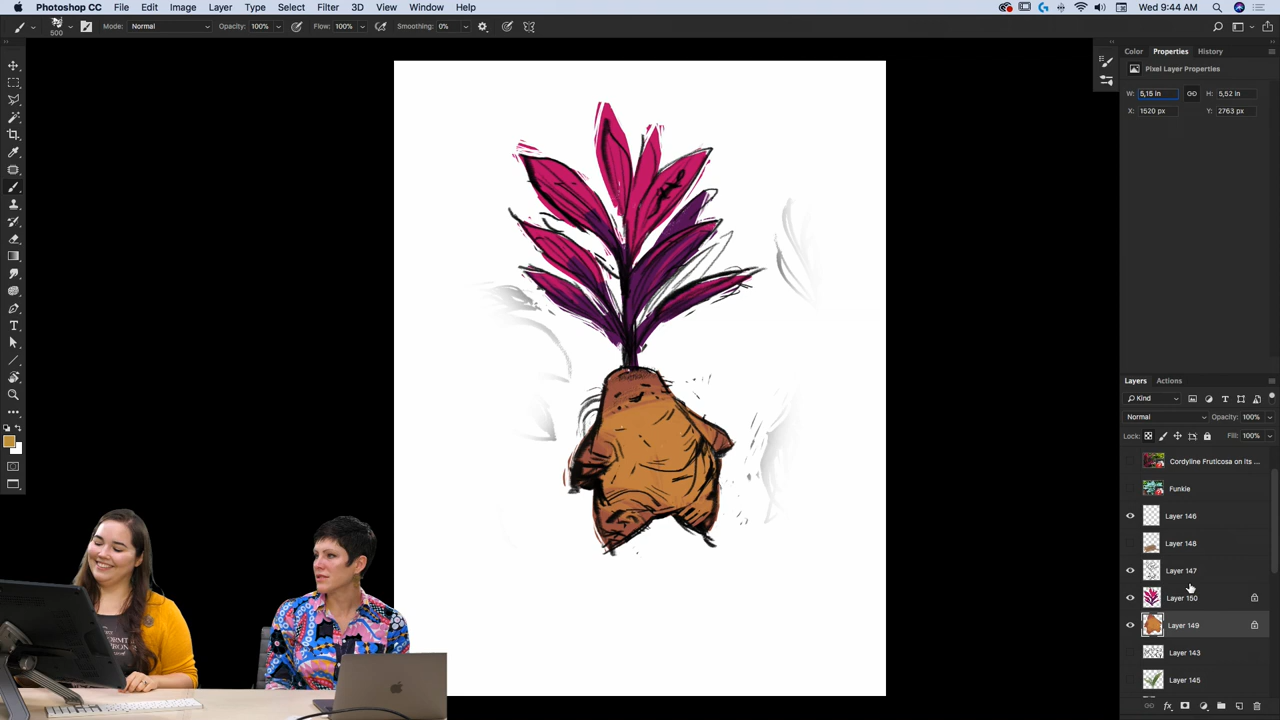 Photoshop CC File Edit Image Layer Type Select Filter 3D View Window Help Wed 9:44 AM
500 Mode: Normal Opacity: 100% Flow: 100% Smoothing: 0%
Color Properties History
Pixel Layer Properties
W: 5,15 in H: 5,52 in
X: 1520 px Y: 2763 px
Layers Actions
Kind
Normal Opacity: 100%
Lock: Fill: 100%
Cordyline Fruticosa on its ...
Funkie
Layer 146
Layer 148
Layer 147
Layer 150
Layer 149
Layer 143
Layer 145